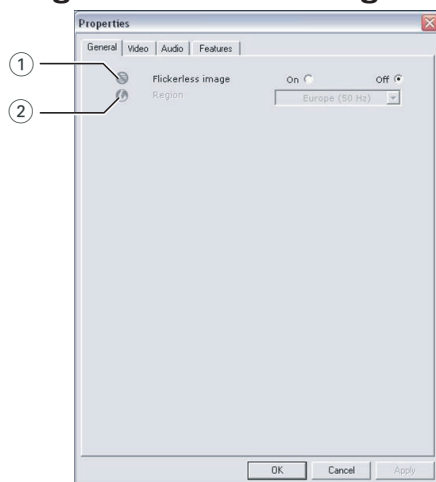 Properties
General Video Audio Features
1 Flickerless image On Off
2 Region Europe (50 Hz)
OK Cancel Apply